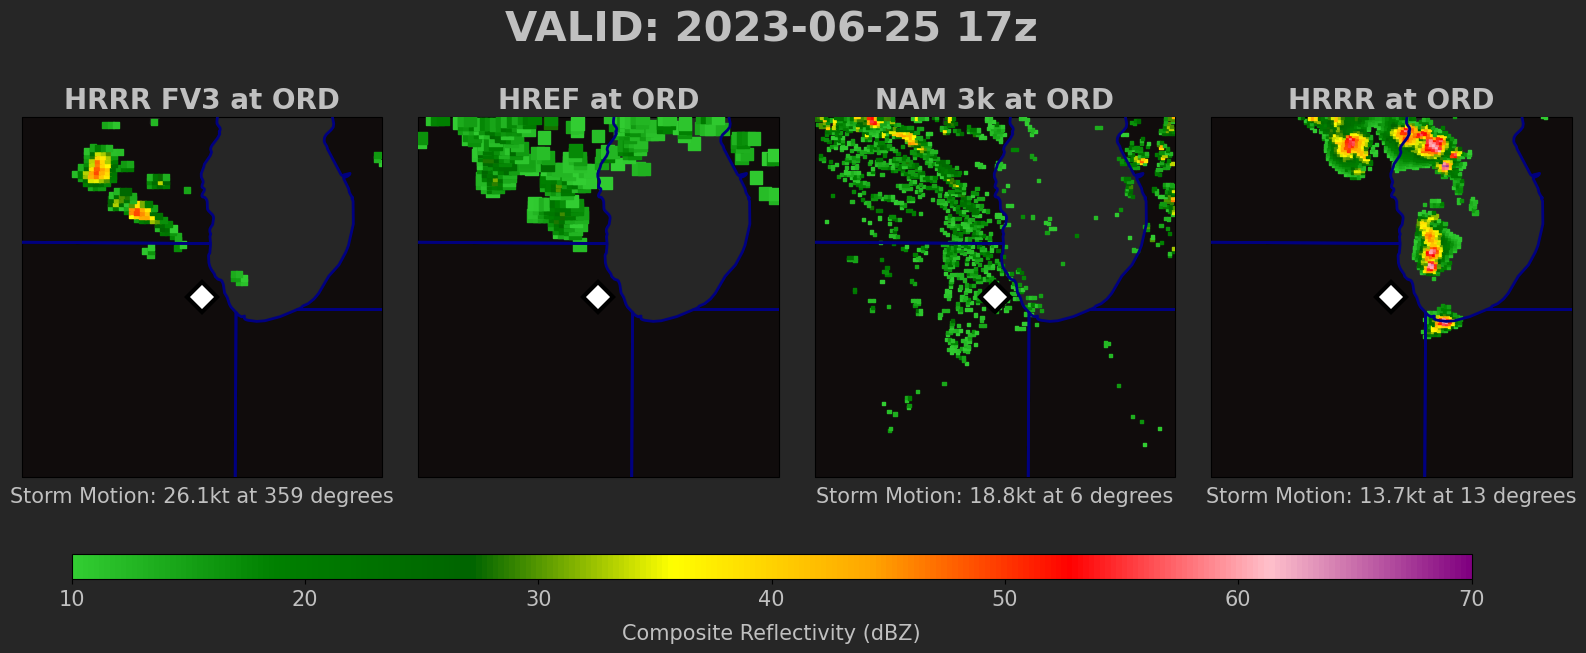 VALID: 2023-06-25 17z
HRRR FV3 at ORD
HREF at ORD
NAM 3k at ORD
HRRR at ORD
Storm Motion: 26.1kt at 359 degrees
Storm Motion: 18.8kt at 6 degrees
Storm Motion: 13.7kt at 13 degrees
10 20 30 40 50 60 70
Composite Reflectivity (dBZ)